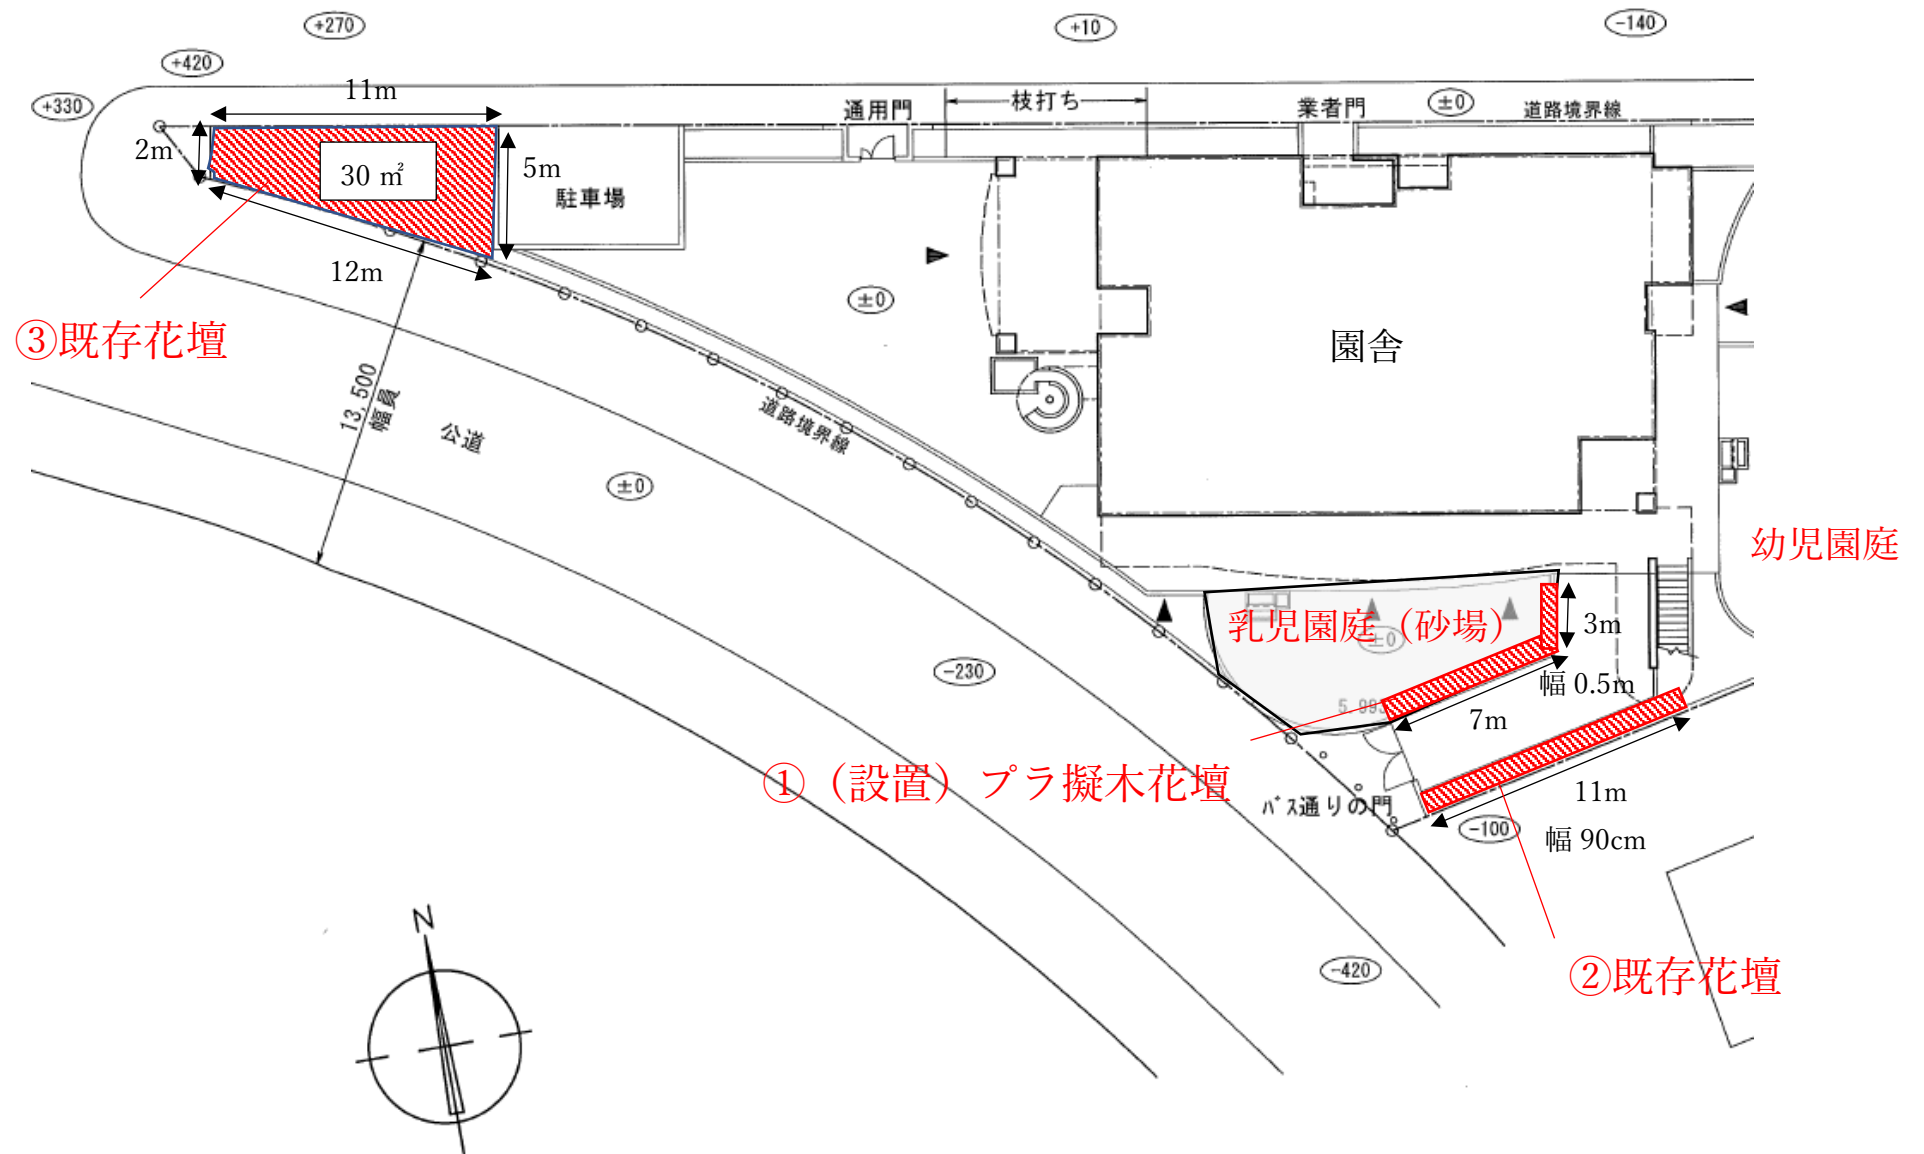 +270
+10
-140
+420
+330
11m
通用門
枝打ち
業者門
±0
道路境界線
2m
30 ㎡
5m
駐車場
12m
±0
③既存花壇
園舎
13,500
幅員
公道
道路境界線
±0
幼児園庭
乳児園庭（砂場）
±0
3m
-230
幅 0.5m
7m
①（設置）プラ擬木花壇
バス通りの門
11m
-100
幅 90cm
N
-420
②既存花壇